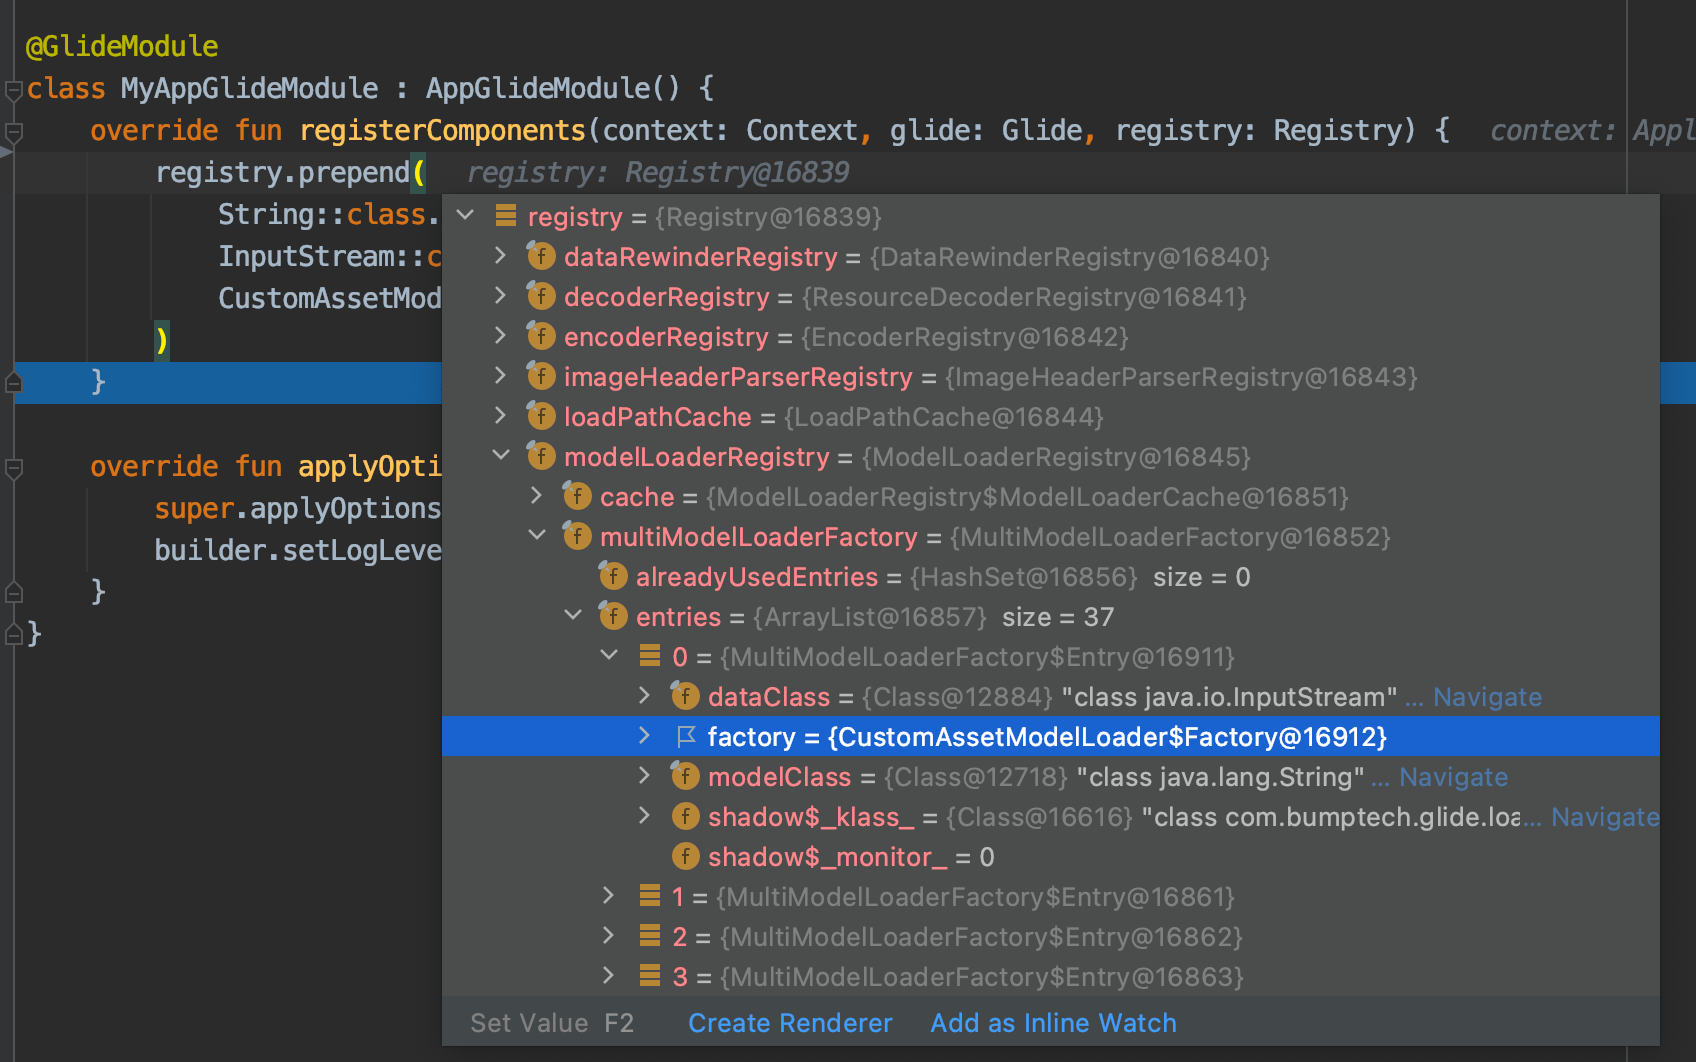 @GlideModule
class MyAppGlideModule : AppGlideModule() {
override fun registerComponents(context: Context, glide: Glide, registry: Registry) { context: Appl
registry.prepend( registry: Registry@16839
String::class.
InputStream::c
CustomAssetMod
)
}
override fun applyOpti
super.applyOptions
builder.setLogLeve
}
}
registry = {Registry@16839}
dataRewinderRegistry = {DataRewinderRegistry@16840}
decoderRegistry = {ResourceDecoderRegistry@16841}
encoderRegistry = {EncoderRegistry@16842}
imageHeaderParserRegistry = {ImageHeaderParserRegistry@16843}
loadPathCache = {LoadPathCache@16844}
modelLoaderRegistry = {ModelLoaderRegistry@16845}
cache = {ModelLoaderRegistry$ModelLoaderCache@16851}
multiModelLoaderFactory = {MultiModelLoaderFactory@16852}
alreadyUsedEntries = {HashSet@16856} size = 0
entries = {ArrayList@16857} size = 37
0 = {MultiModelLoaderFactory$Entry@16911}
dataClass = {Class@12884} "class java.io.InputStream" ... Navigate
factory = {CustomAssetModelLoader$Factory@16912}
modelClass = {Class@12718} "class java.lang.String" ... Navigate
shadow$_klass_ = {Class@16616} "class com.bumptech.glide.loa... Navigate
shadow$_monitor_ = 0
1 = {MultiModelLoaderFactory$Entry@16861}
2 = {MultiModelLoaderFactory$Entry@16862}
3 = {MultiModelLoaderFactory$Entry@16863}
Set Value F2 Create Renderer Add as Inline Watch